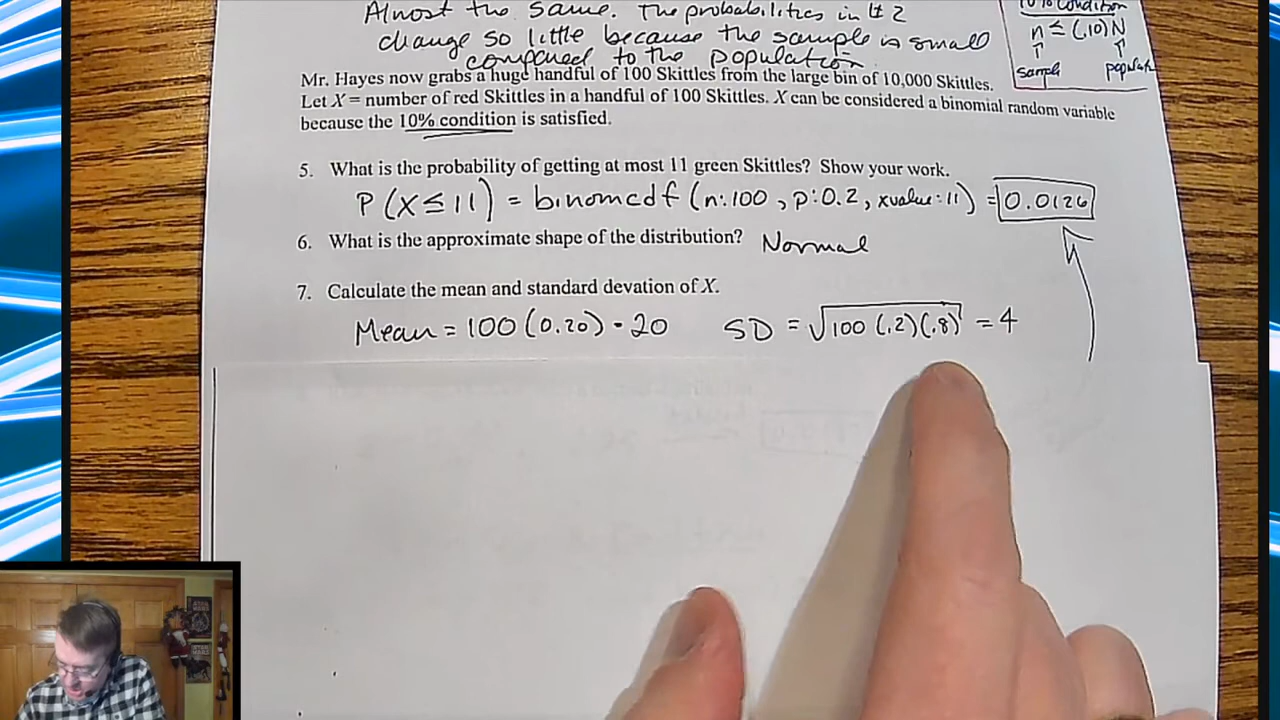 Almost the same. The probabilities in #2
change so little because the sample is small
compared to the population.
10% condition
n ≤ (.10)N
sample populat
Mr. Hayes now grabs a huge handful of 100 Skittles from the large bin of 10,000 Skittles.
Let X = number of red Skittles in a handful of 100 Skittles. X can be considered a binomial random variable
because the 10% condition is satisfied.
5. What is the probability of getting at most 11 green Skittles? Show your work.
P(X≤11) = binomcdf(n:100, p:0.2, xvalue:11) = 0.0126
6. What is the approximate shape of the distribution? Normal
7. Calculate the mean and standard devation of X.
Mean = 100(0.20) = 20 SD = √100(.2)(.8) = 4